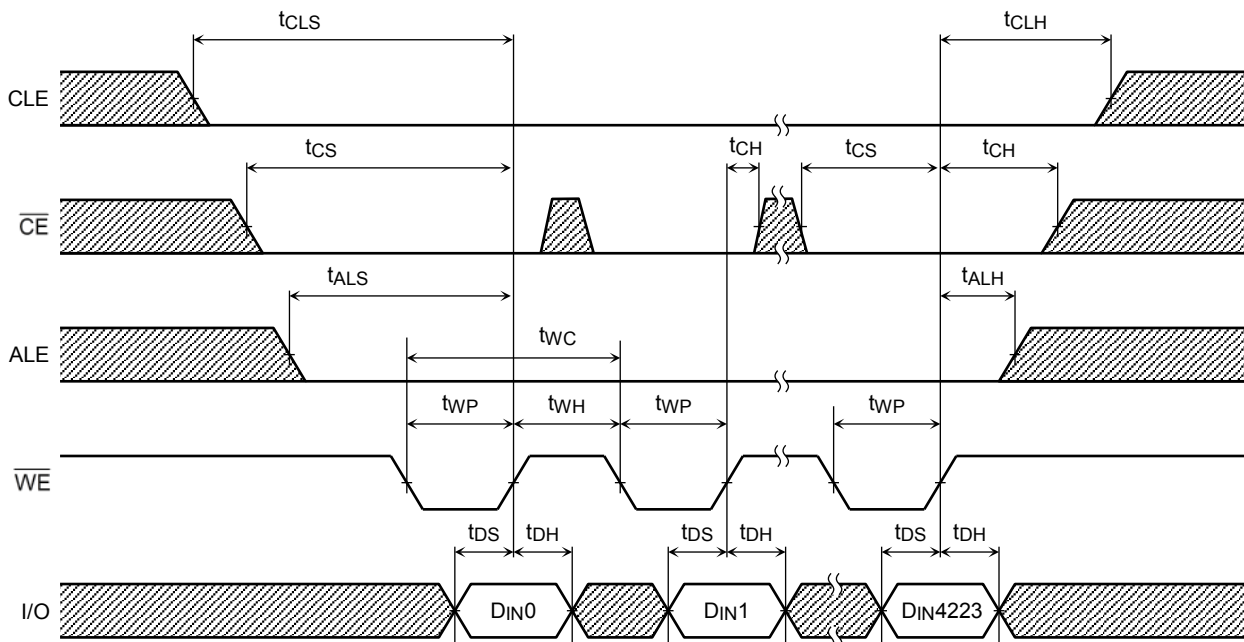 tCLS tCLH
CLE
tCS tCH tCS tCH
CE
tALS tALH
ALE
tWC
tWP tWH tWP tWP
WE
tDS tDH tDS tDH tDS tDH
I/O DIN0 DIN1 DIN4223